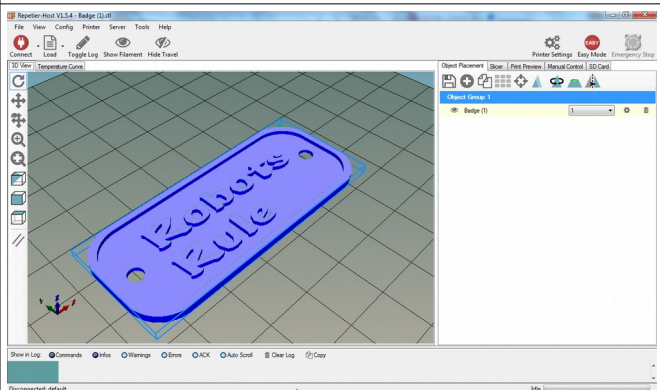 Repetier-Host V1.5.4 - Badge (1).stl
File View Config Printer Server Tools Help
Connect Load Toggle Log Show Filament Hide Travel Printer Settings Easy Mode Emergency Stop
EASY
3D View Temperature Curve
Object Placement Slicer Print Preview Manual Control SD Card
Object Group 1
Badge (1) 1
Robots
Rule
Show in Log: Commands Infos Warnings Errors ACK Auto Scroll Clear Log Copy
Disconnected: default - Idle